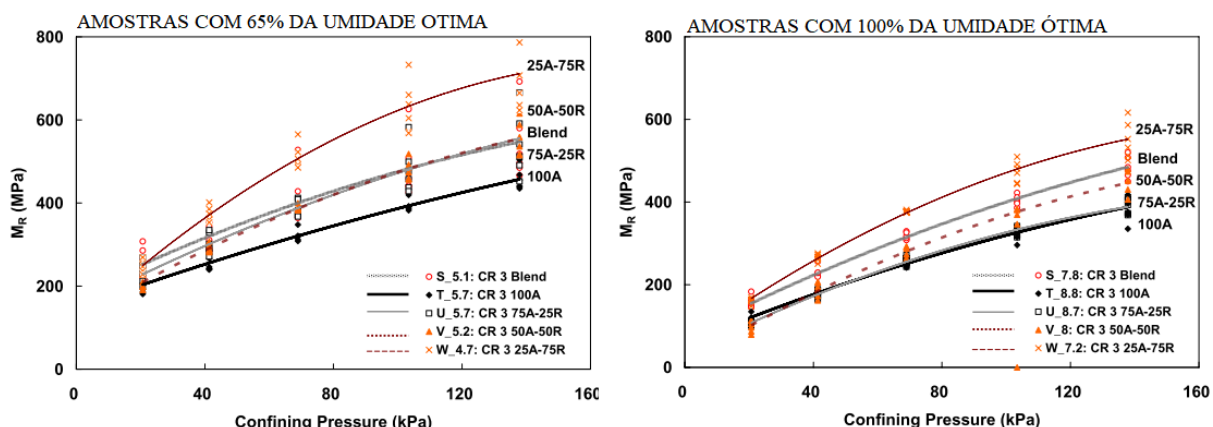 AMOSTRAS COM 65% DA UMIDADE OTIMA
800
600
400
200
0
0
40
80
120
160
M_R (MPa)
Confining Pressure (kPa)
25A-75R
50A-50R
Blend
75A-25R
100A
S_5.1: CR 3 Blend
T_5.7: CR 3 100A
U_5.7: CR 3 75A-25R
V_5.2: CR 3 50A-50R
W_4.7: CR 3 25A-75R
AMOSTRAS COM 100% DA UMIDADE ÓTIMA
800
600
400
200
0
0
40
80
120
160
M_R (MPa)
Confining Pressure (kPa)
25A-75R
Blend
50A-50R
75A-25R
100A
S_7.8: CR 3 Blend
T_8.8: CR 3 100A
U_8.7: CR 3 75A-25R
V_8: CR 3 50A-50R
W_7.2: CR 3 25A-75R